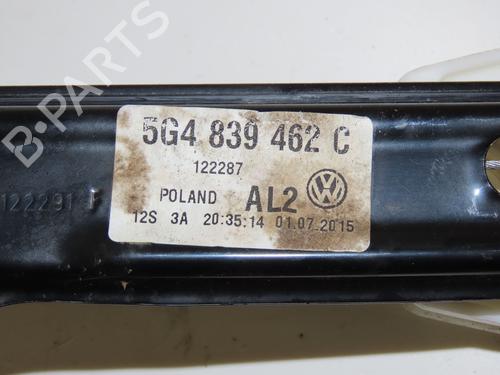 5G4 839 462 C
122287
POLAND AL2
12S 3A 20:35:14 01.07.2015
122291
B-PARTS